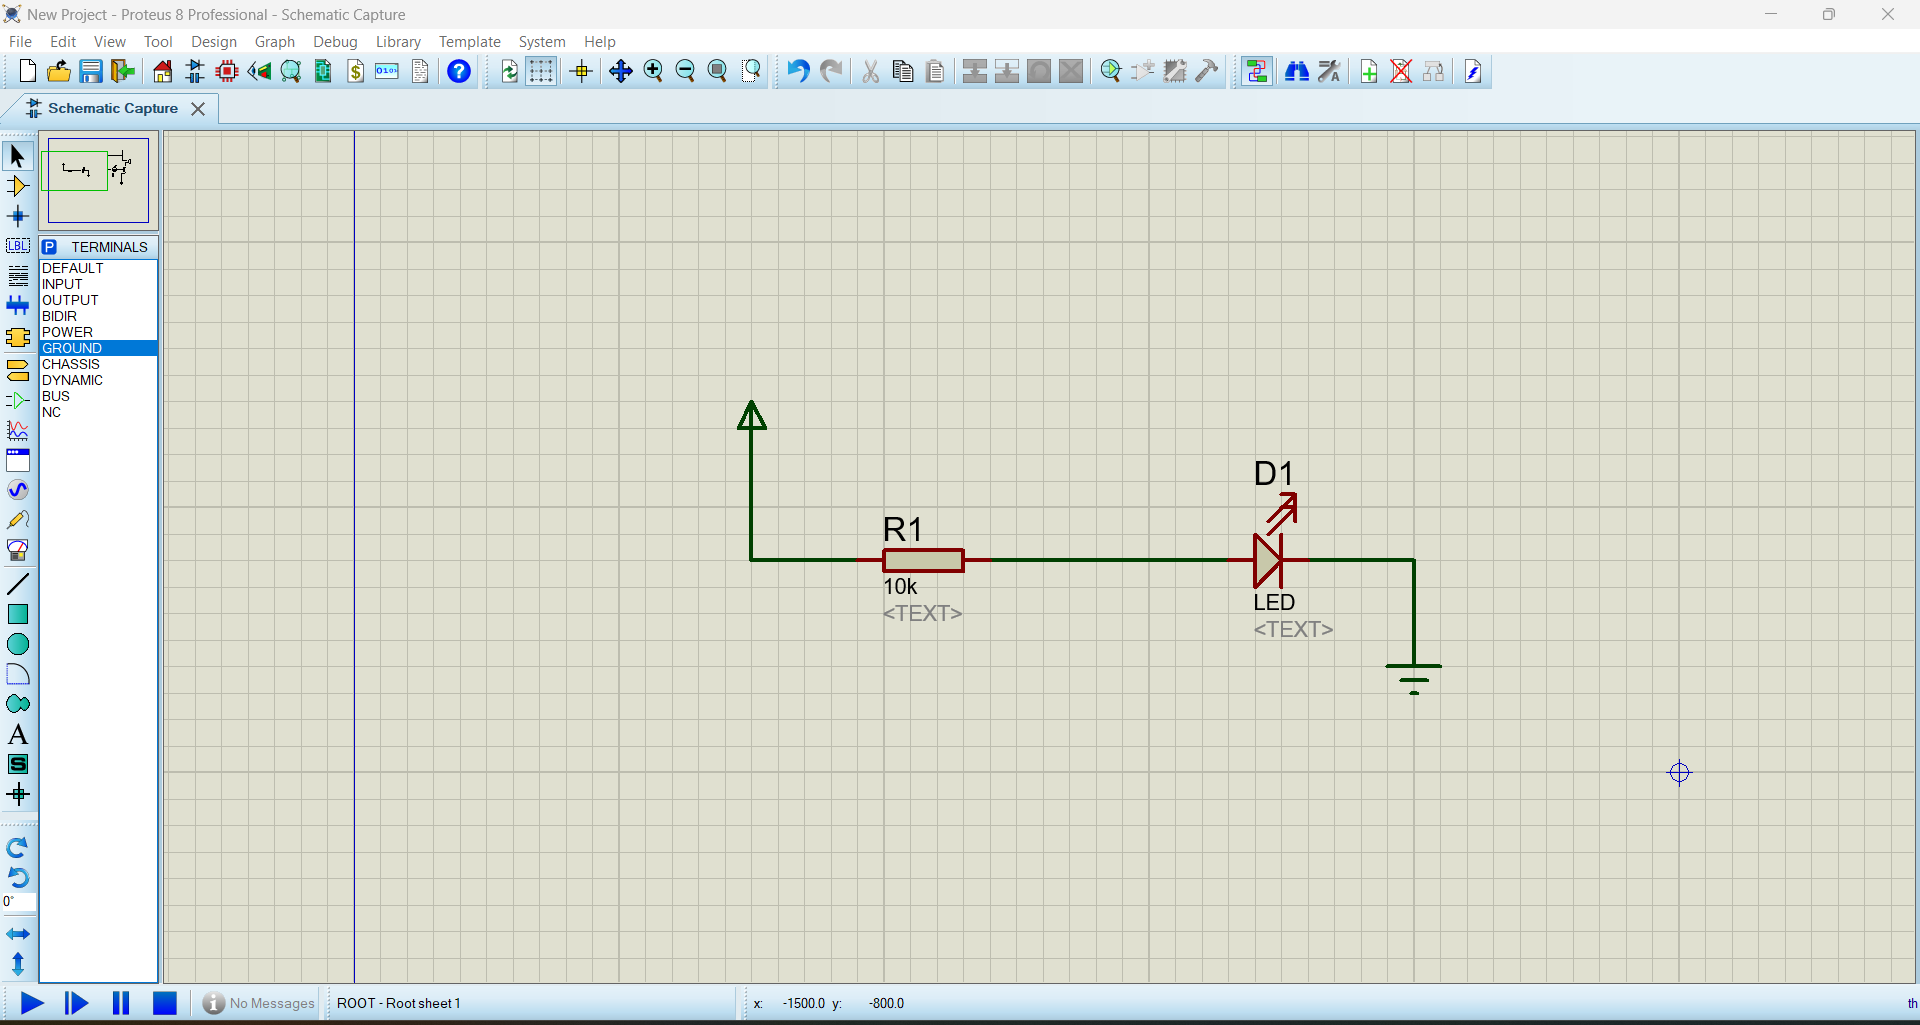 New Project - Proteus 8 Professional - Schematic Capture
File Edit View Tool Design Graph Debug Library Template System Help
Schematic Capture
LBL
P TERMINALS
DEFAULT
INPUT
OUTPUT
BIDIR
POWER
GROUND
CHASSIS
DYNAMIC
BUS
NC
A
S
0°
D1
R1
10k
<TEXT>
LED
<TEXT>
No Messages ROOT - Root sheet 1 x: -1500.0 y: -800.0 th